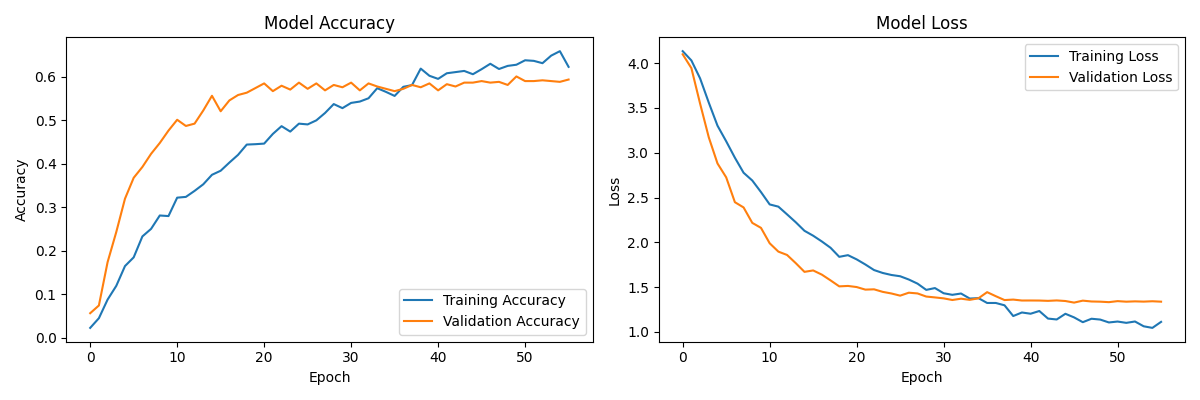 Model Accuracy
Accuracy
0.6
0.5
0.4
0.3
0.2
0.1
0.0
Training Accuracy
Validation Accuracy
0 10 20 30 40 50
Epoch
Model Loss
Loss
4.0
3.5
3.0
2.5
2.0
1.5
1.0
Training Loss
Validation Loss
0 10 20 30 40 50
Epoch